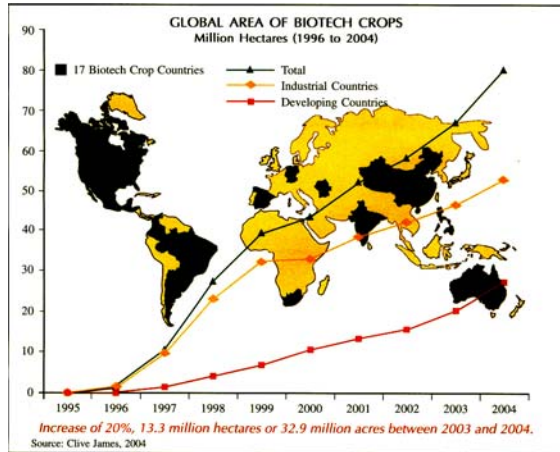 GLOBAL AREA OF BIOTECH CROPS
Million Hectares (1996 to 2004)
90
80
70
60
50
40
30
20
10
0
17 Biotech Crop Countries
Total
Industrial Countries
Developing Countries
1995 1996 1997 1998 1999 2000 2001 2002 2003 2004
Increase of 20%, 13.3 million hectares or 32.9 million acres between 2003 and 2004.
Source: Clive James, 2004